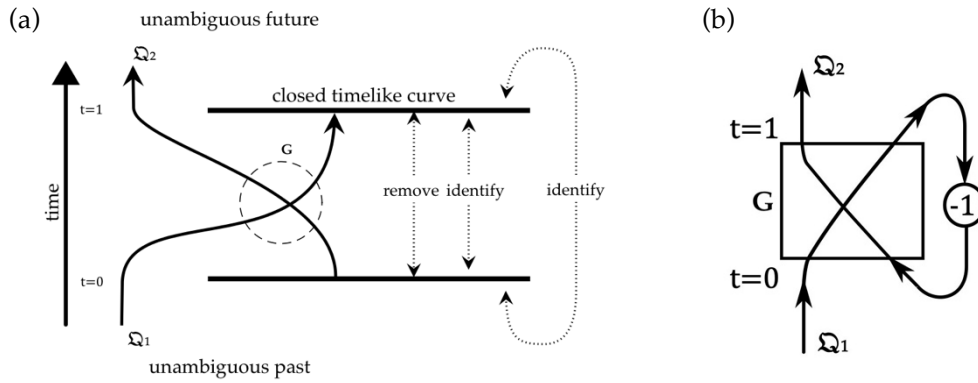 (a)
unambiguous future
𝔔2
t=1
closed timelike curve
G
time
remove
identify
identify
t=0
𝔔1
unambiguous past
(b)
𝔔2
t=1
G
-1
t=0
𝔔1